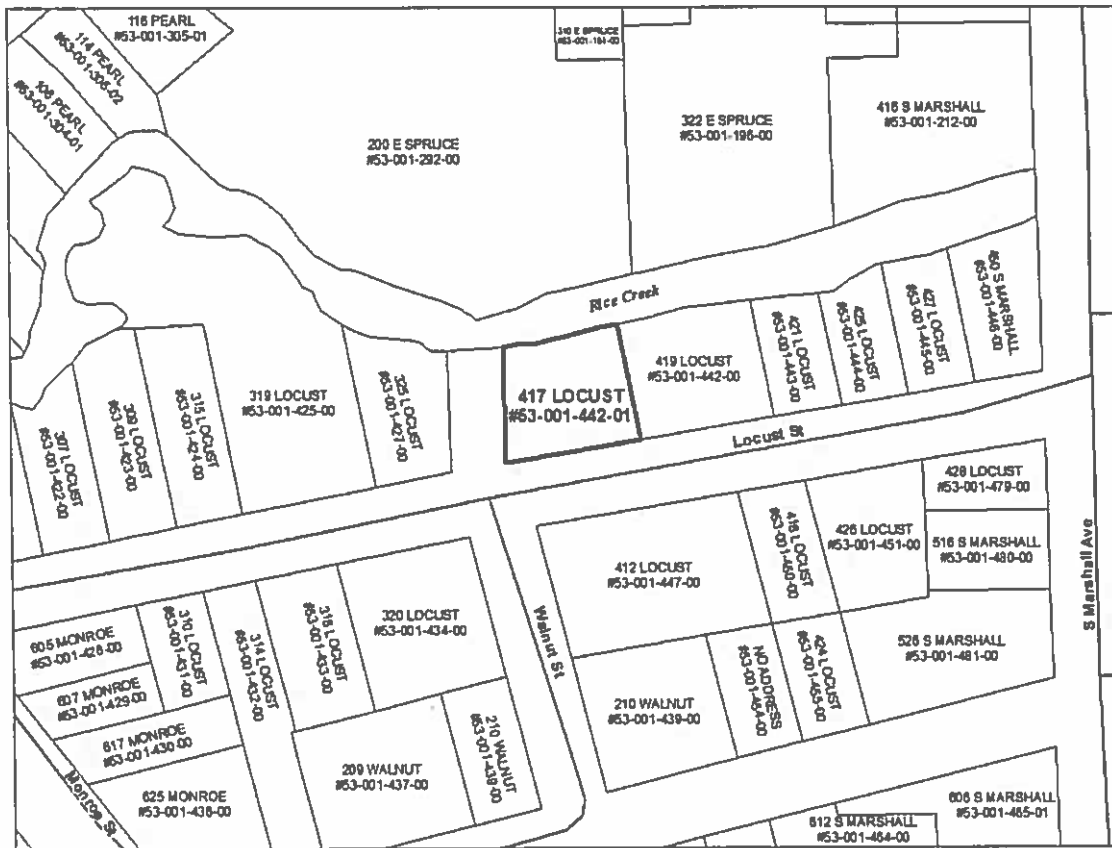 116 PEARL
#53-001-305-01
114 PEARL
#53-001-306-02
106 PEARL
#53-001-304-01
310 E SPRUCE
200 E SPRUCE
#53-001-292-00
322 E SPRUCE
#53-001-196-00
416 S MARSHALL
#53-001-212-00
Rice Creek
450 S MARSHALL
#53-001-446-00
427 LOCUST
#53-001-445-00
425 LOCUST
#53-001-444-00
421 LOCUST
#53-001-443-00
419 LOCUST
#53-001-442-00
417 LOCUST
#53-001-442-01
325 LOCUST
#53-001-427-00
319 LOCUST
#53-001-425-00
315 LOCUST
#53-001-424-00
309 LOCUST
#53-001-423-00
307 LOCUST
#53-001-422-00
Locust St
428 LOCUST
#53-001-479-00
516 S MARSHALL
#53-001-480-00
426 LOCUST
#53-001-451-00
418 LOCUST
#53-001-450-00
412 LOCUST
#53-001-447-00
S Marshall Ave
Walnut St
320 LOCUST
#53-001-434-00
316 LOCUST
#53-001-433-00
314 LOCUST
#53-001-432-00
310 LOCUST
#53-001-431-00
605 MONROE
#53-001-428-00
607 MONROE
#53-001-429-00
617 MONROE
#53-001-430-00
625 MONROE
#53-001-436-00
Monroe St
209 WALNUT
#53-001-437-00
210 WALNUT
#53-001-438-00
210 WALNUT
#53-001-439-00
NO ADDRESS
#53-001-454-00
424 LOCUST
#53-001-455-00
526 S MARSHALL
#53-001-481-00
606 S MARSHALL
#53-001-465-01
612 S MARSHALL
#53-001-464-00